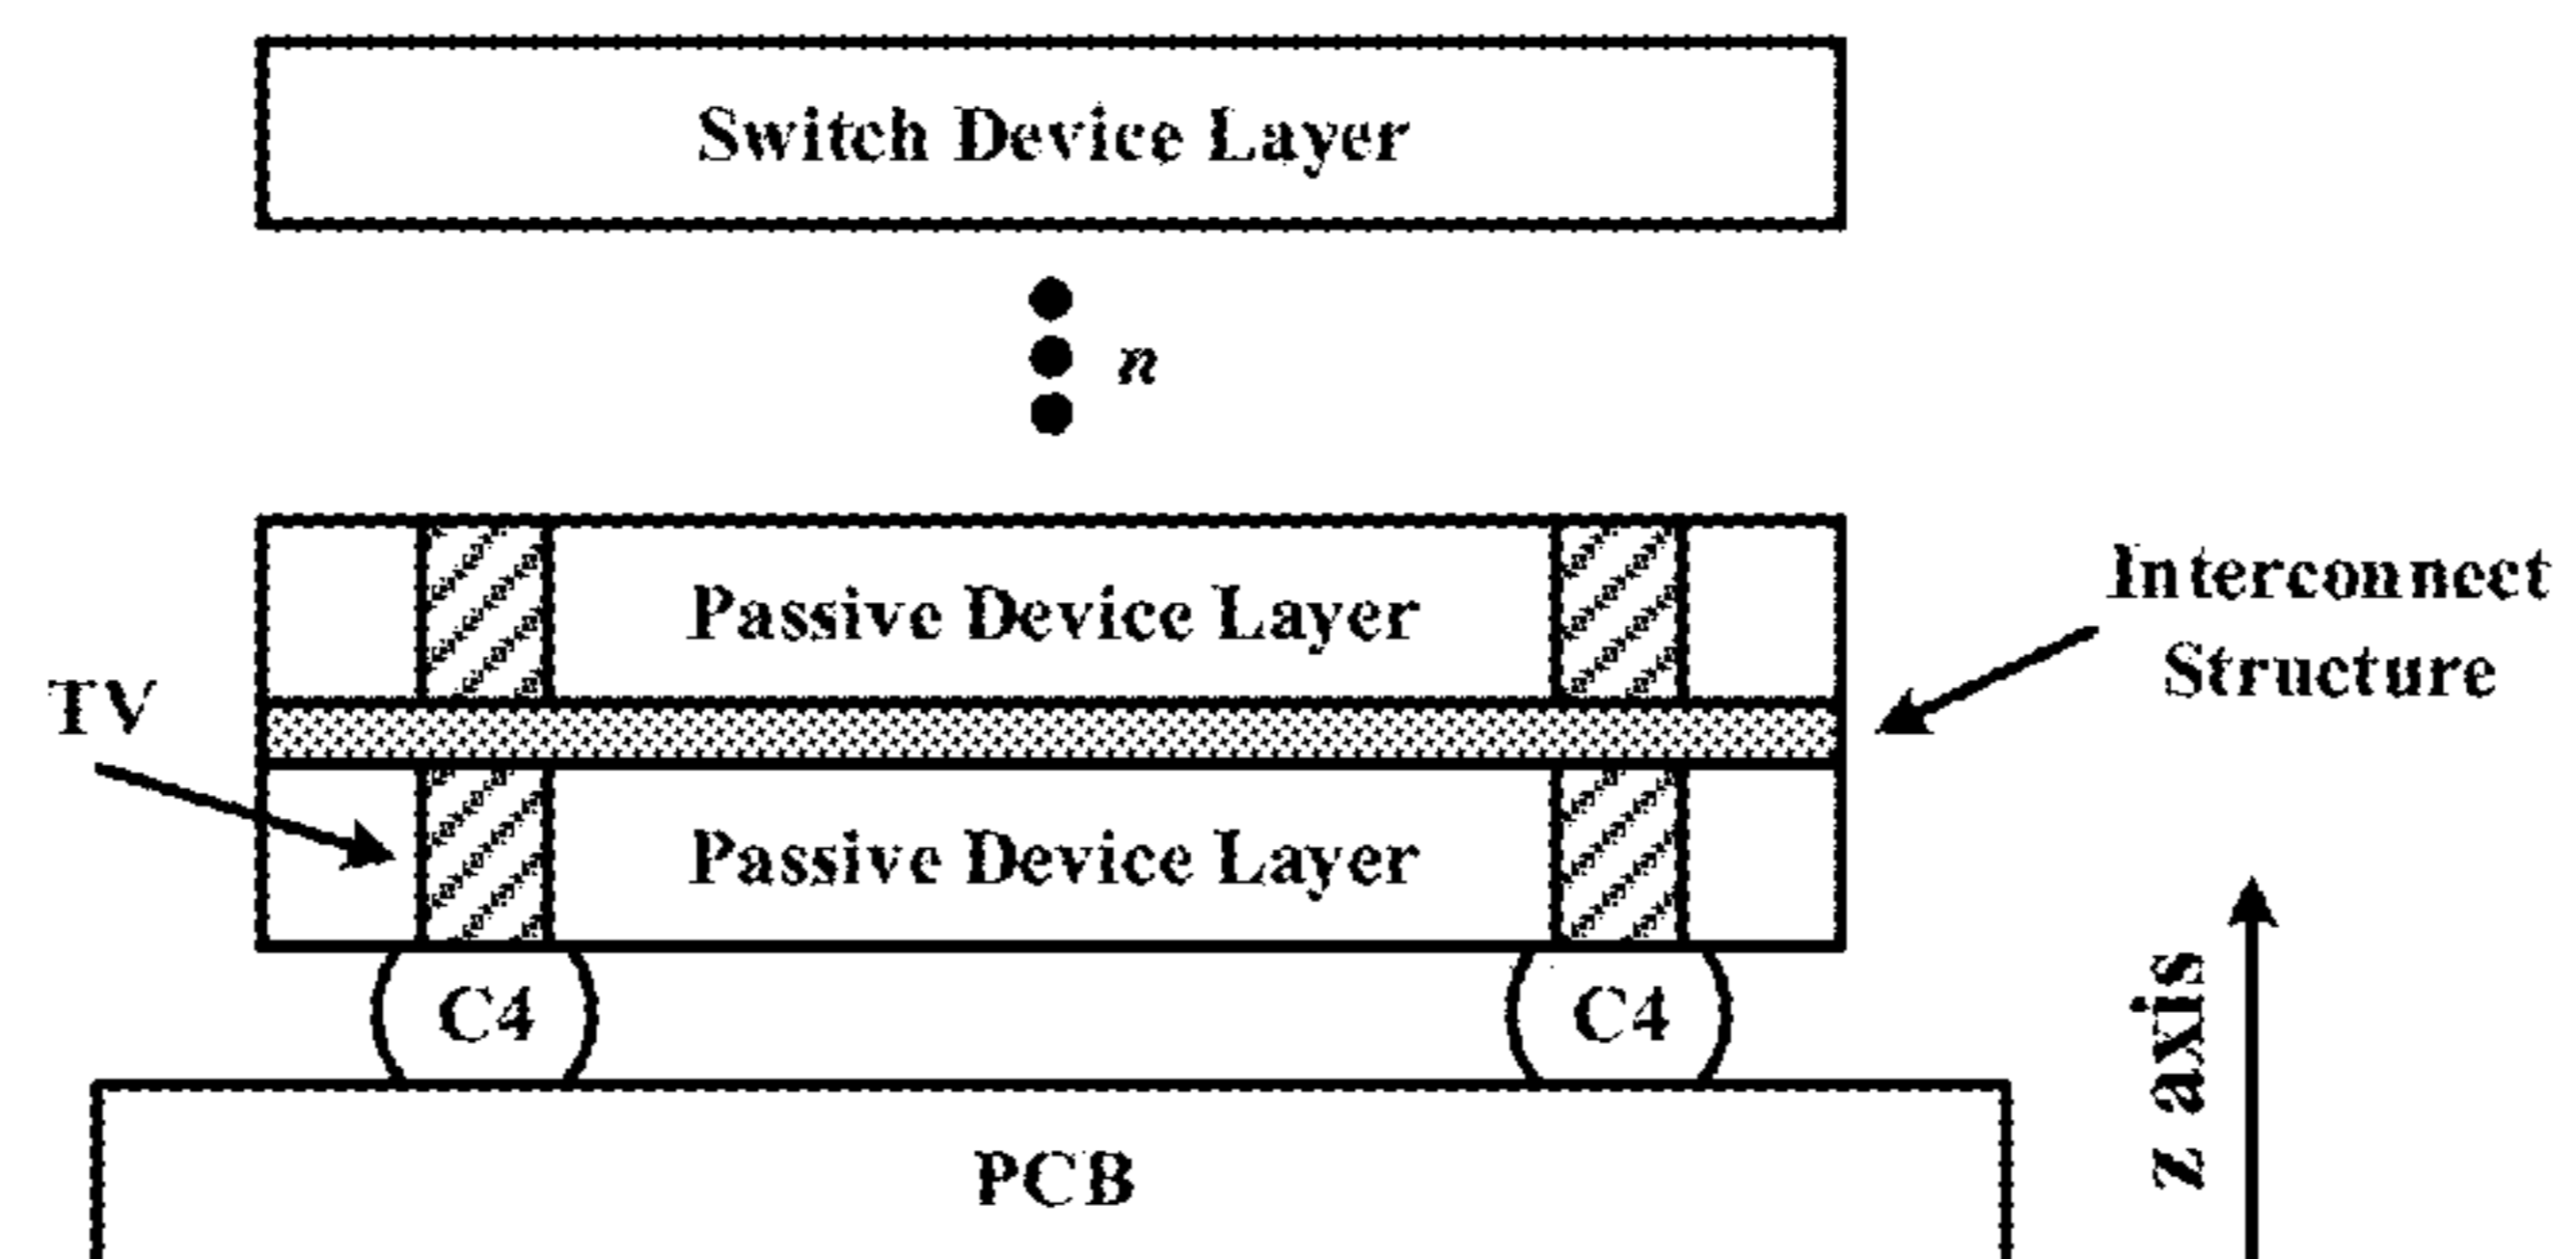 Switch Device Layer
n
Passive Device Layer
Interconnect
Structure
TV
Passive Device Layer
C4
C4
z axis
PCB